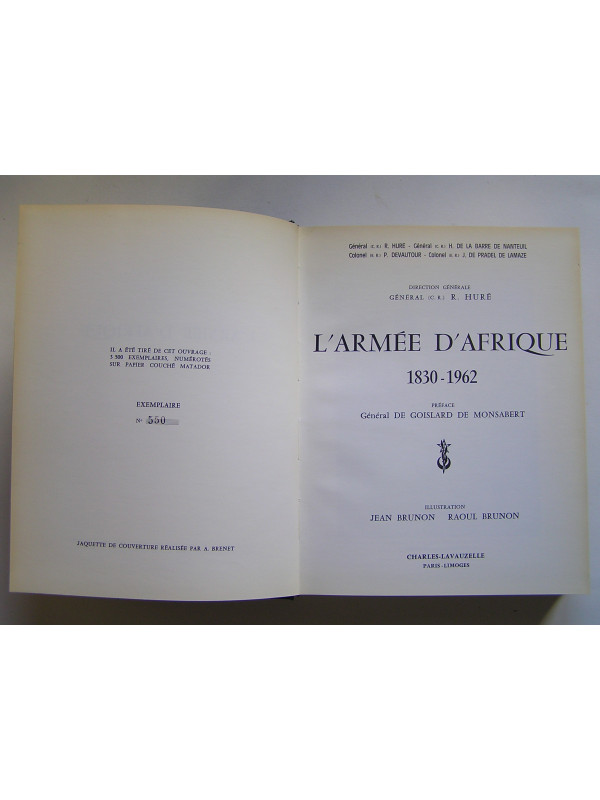 IL A ÉTÉ TIRÉ DE CET OUVRAGE :
3 500 EXEMPLAIRES, NUMÉROTÉS
SUR PAPIER COUCHÉ MATADOR
EXEMPLAIRE
N° 550
JAQUETTE DE COUVERTURE RÉALISÉE PAR A. BRENET
Général (C.R.) R. HURE - Général (C.R.) H. DE LA BARRE DE NANTEUIL
Colonel (H.R.) P. DEVAUTOUR - Colonel (E.R.) J. DE PRADEL DE LAMAZE
DIRECTION GÉNÉRALE
GÉNÉRAL (C. R.) R. HURÉ
L'ARMÉE D'AFRIQUE
1830-1962
PRÉFACE
Général DE GOISLARD DE MONSABERT
ILLUSTRATION
JEAN BRUNON RAOUL BRUNON
CHARLES-LAVAUZELLE
PARIS-LIMOGES